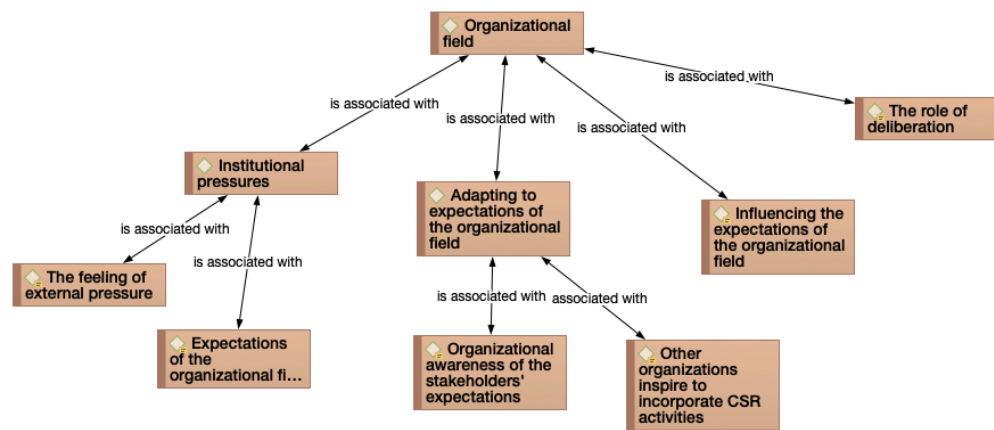 Organizational
field
is associated with
is associated with
is associated with
is associated with
The role of
deliberation
Institutional
pressures
Adapting to
expectations of
the organizational
field
Influencing the
expectations of
the organizational
field
is associated with
is associated with
The feeling of
external pressure
Expectations
of the
organizational fi...
is associated with
associated with
Organizational
awareness of the
stakeholders'
expectations
Other
organizations
inspire to
incorporate CSR
activities